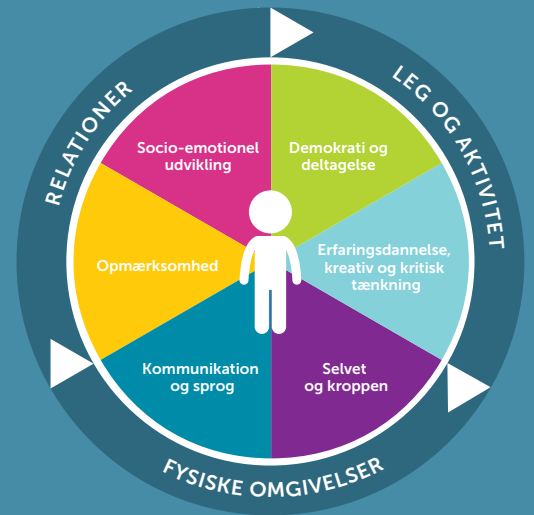 RELATIONER
LEG OG AKTIVITET
Socio-emotionel
udvikling
Demokrati og
deltagelse
Opmærksomhed
Erfaringsdannelse,
kreativ og kritisk
tænkning
Kommunikation
og sprog
Selvet
og kroppen
FYSISKE OMGIVELSER